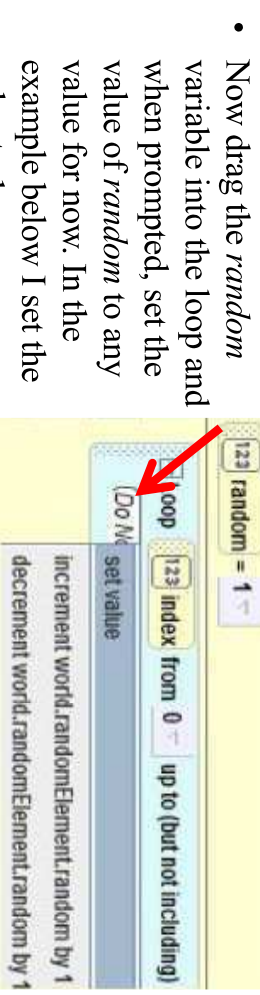 • Now drag the random
variable into the loop and
when prompted, set the
value of random to any
value for now. In the
example below I set the
123 random = 1
Loop 123 index from 0 up to (but not including)
(Do No
set value
increment world.randomElement.random by 1
decrement world.randomElement.random by 1